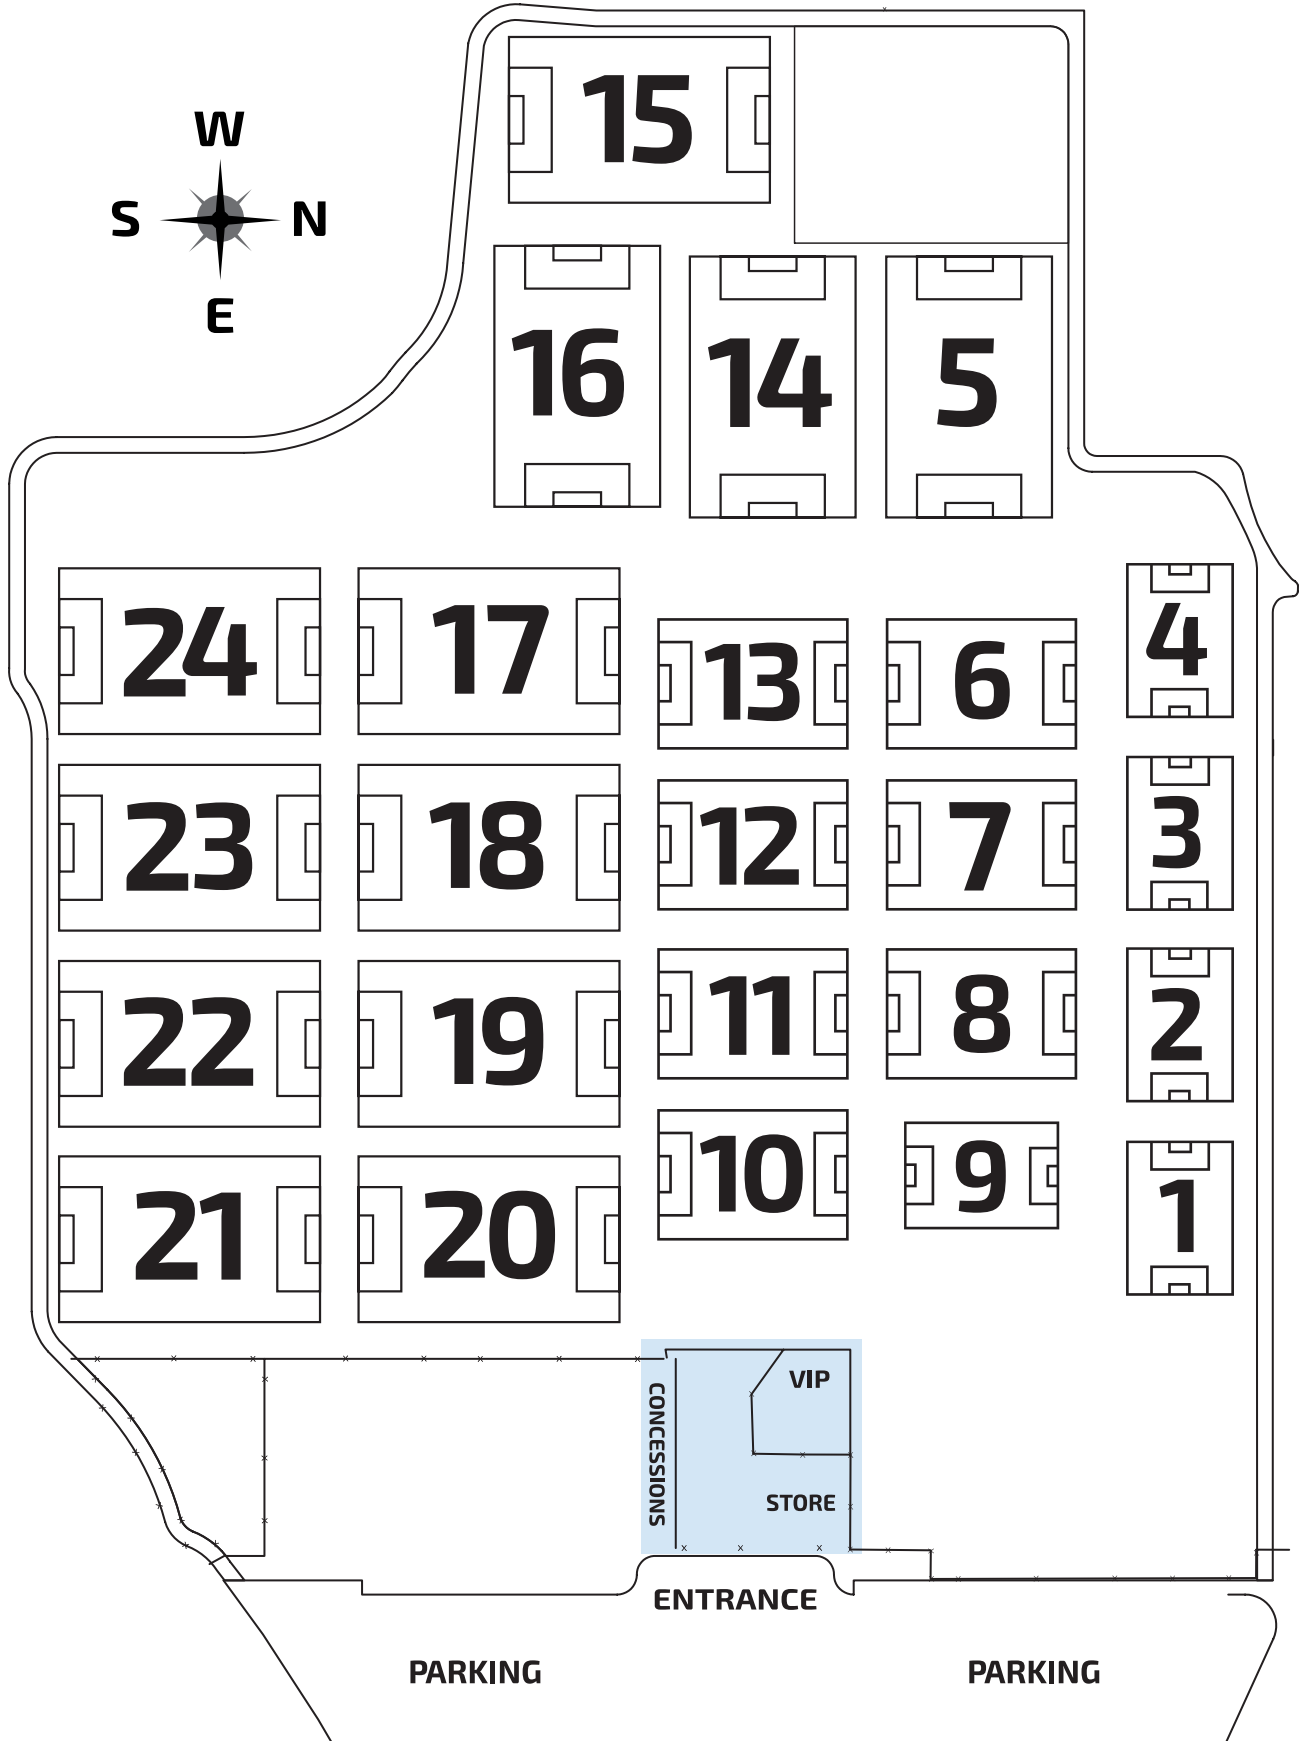 15
W
S N
E
16 14 5
24 17 13 6 4
23 18 12 7 3
22 19 11 8 2
21 20 10 9 1
VIP
CONCESSIONS
STORE
ENTRANCE
PARKING PARKING